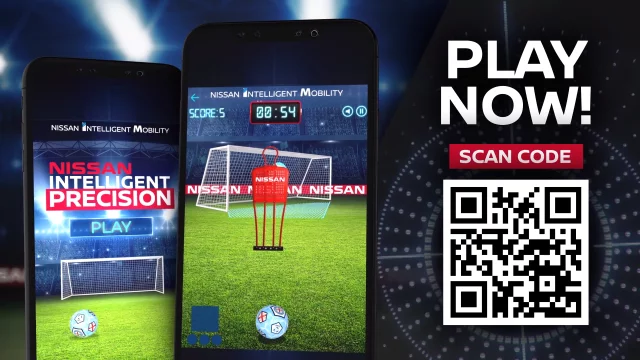 NISSAN INTELLIGENT MOBILITY
NISSAN
INTELLIGENT
PRECISION
PLAY
NISSAN INTELLIGENT MOBILITY
SCORE:5
00:54
NISSAN NISSAN NISSAN
NISSAN
PLAY
NOW!
SCAN CODE